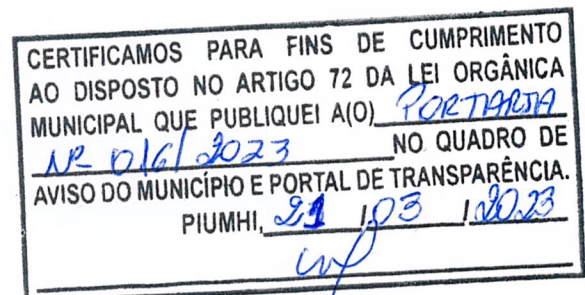 CERTIFICAMOS PARA FINS DE CUMPRIMENTO
AO DISPOSTO NO ARTIGO 72 DA LEI ORGÂNICA
MUNICIPAL QUE PUBLIQUEI A(O) PORTARIA
Nº 016/2023 NO QUADRO DE
AVISO DO MUNICÍPIO E PORTAL DE TRANSPARÊNCIA.
PIUMHI, 21 / 03 / 2023